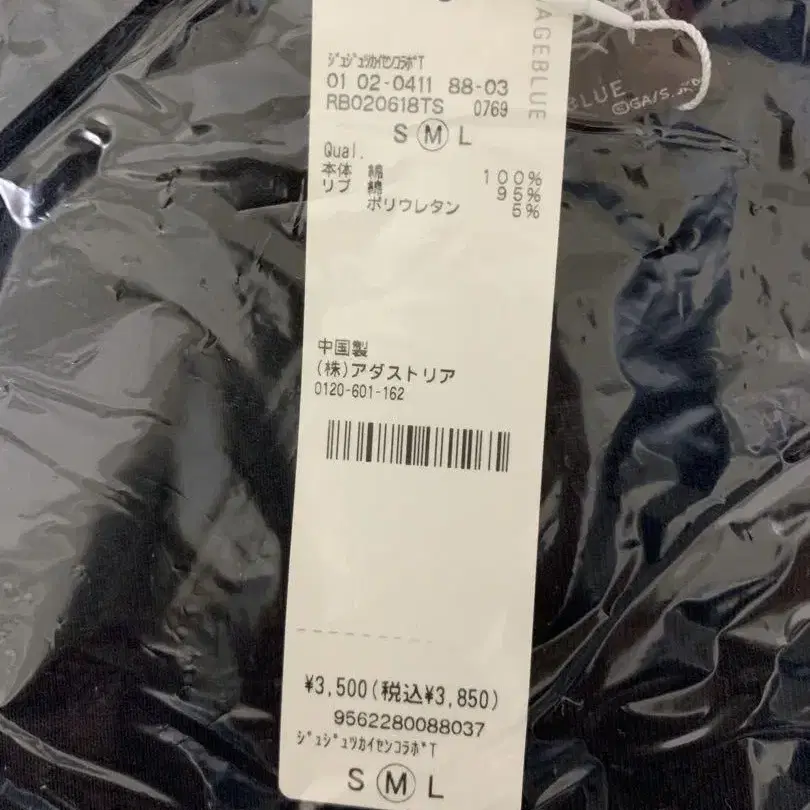 ｼﾞｭｼﾞｭﾂｶｲｾﾝｺﾗﾎﾞT
01 02-0411 88-03
RB020618TS 0769
S M L
Qual.
本体 綿 100%
リブ 綿 95%
ポリウレタン 5%
中国製
(株)アダストリア
0120-601-162
¥3,500(税込¥3,850)
9562280088037
ｼﾞｭｼﾞｭﾂｶｲｾﾝｺﾗﾎﾞT
S M L
AGEBLUE
BLUE